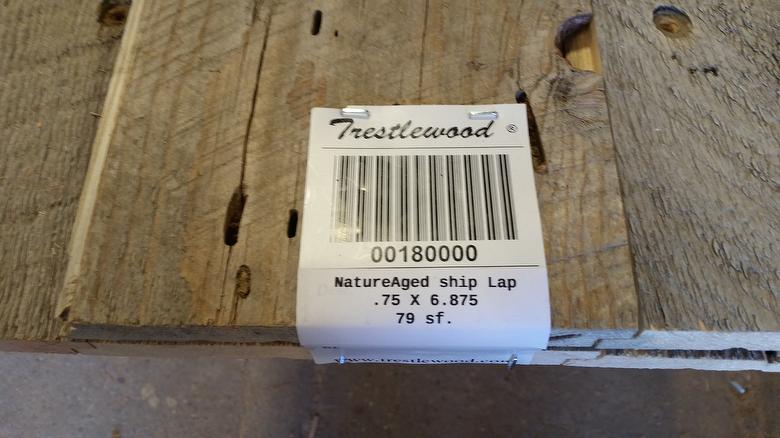 Trestlewood ®
00180000
NatureAged ship Lap
.75 X 6.875
79 sf.
www.trestlewood.com